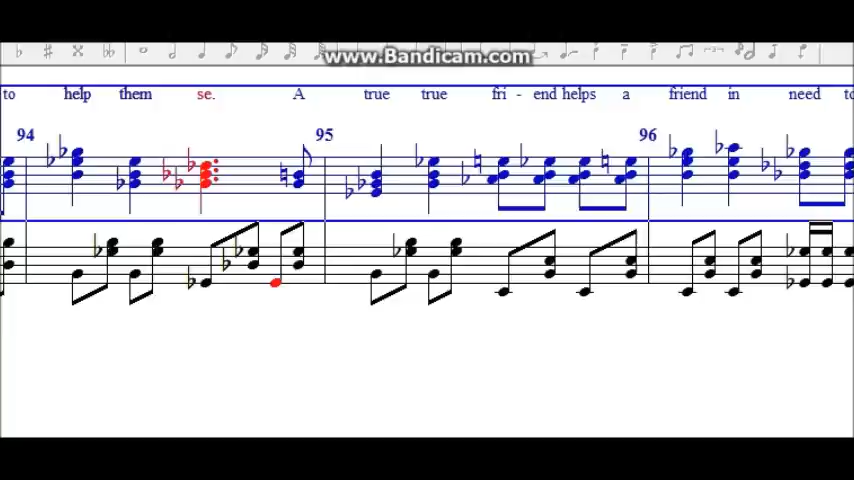 www.Bandicam.com
to help them se. A true true fri - end helps a friend in need to
94 95 96